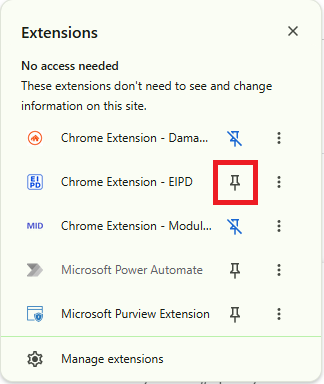 Extensions
No access needed
These extensions don't need to see and change
information on this site.
Chrome Extension - Dama...
EI
PD
Chrome Extension - EIPD
MID
Chrome Extension - Modul...
Microsoft Power Automate
Microsoft Purview Extension
Manage extensions